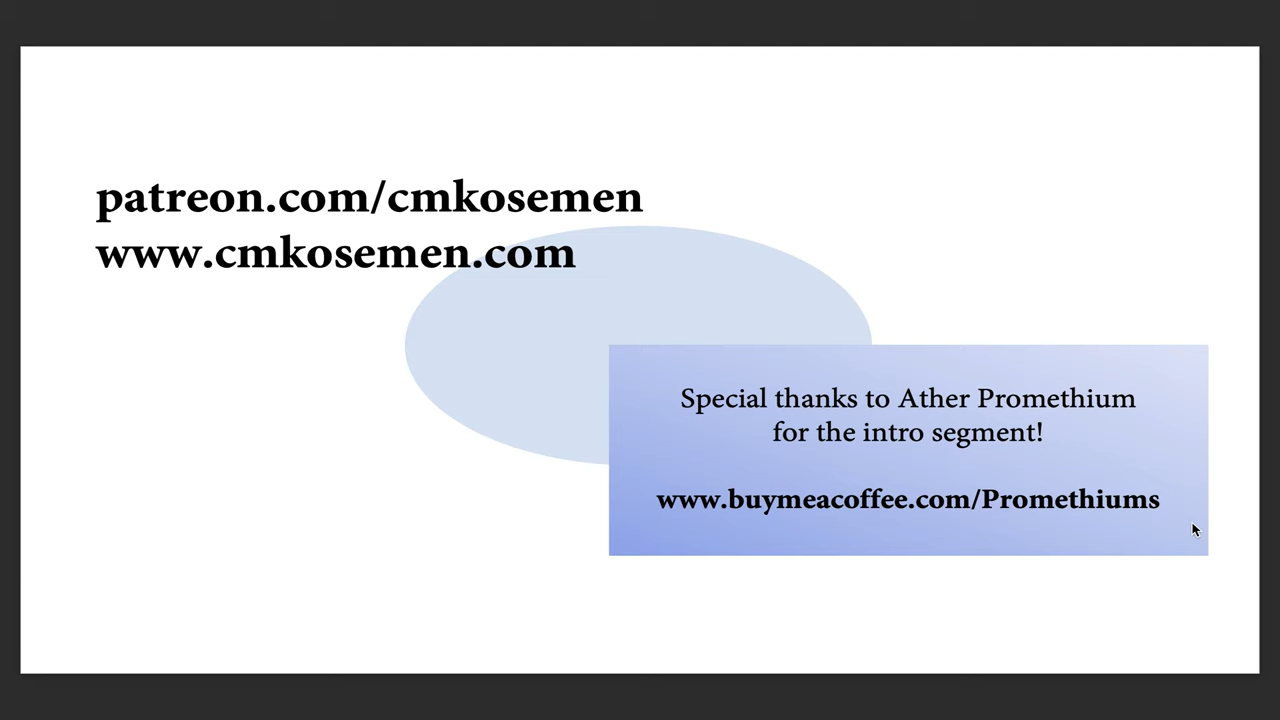 patreon.com/cmkosemen
www.cmkosemen.com
Special thanks to Ather Promethium
for the intro segment!
www.buymeacoffee.com/Promethiums